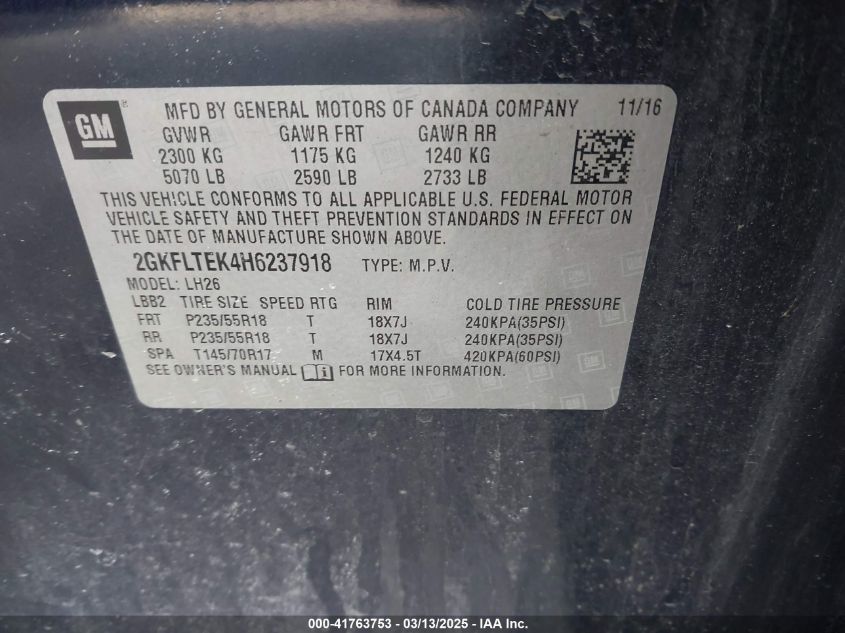 GM
MFD BY GENERAL MOTORS OF CANADA COMPANY 11/16
GVWR GAWR FRT GAWR RR
2300 KG 1175 KG 1240 KG
5070 LB 2590 LB 2733 LB
THIS VEHICLE CONFORMS TO ALL APPLICABLE U.S. FEDERAL MOTOR
VEHICLE SAFETY AND THEFT PREVENTION STANDARDS IN EFFECT ON
THE DATE OF MANUFACTURE SHOWN ABOVE.
2GKFLTEK4H6237918 TYPE: M.P.V.
MODEL: LH26
LBB2 TIRE SIZE SPEED RTG RIM COLD TIRE PRESSURE
FRT P235/55R18 T 18X7J 240KPA(35PSI)
RR P235/55R18 T 18X7J 240KPA(35PSI)
SPA T145/70R17 M 17X4.5T 420KPA(60PSI)
SEE OWNER'S MANUAL FOR MORE INFORMATION.
000-41763753 - 03/13/2025 - IAA Inc.